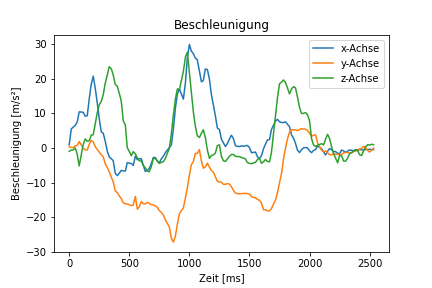 Beschleunigung
30
20
10
0
−10
−20
−30
Beschleunigung [m/s²]
x-Achse
y-Achse
z-Achse
0
500
1000
1500
2000
2500
Zeit [ms]